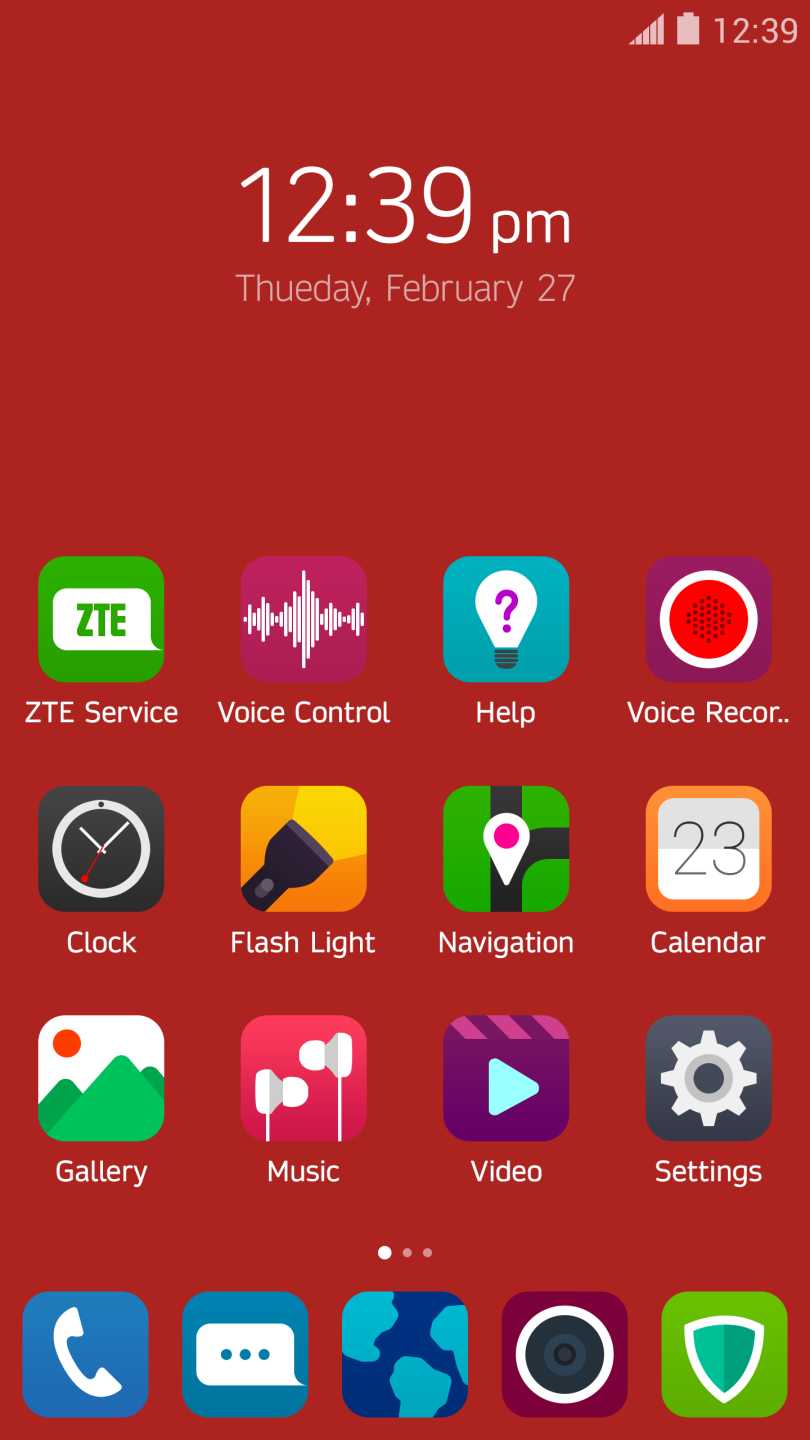 12:39
12:39 pm
Thueday, February 27
ZTE
ZTE Service Voice Control Help Voice Recor..
23
Clock Flash Light Navigation Calendar
Gallery Music Video Settings